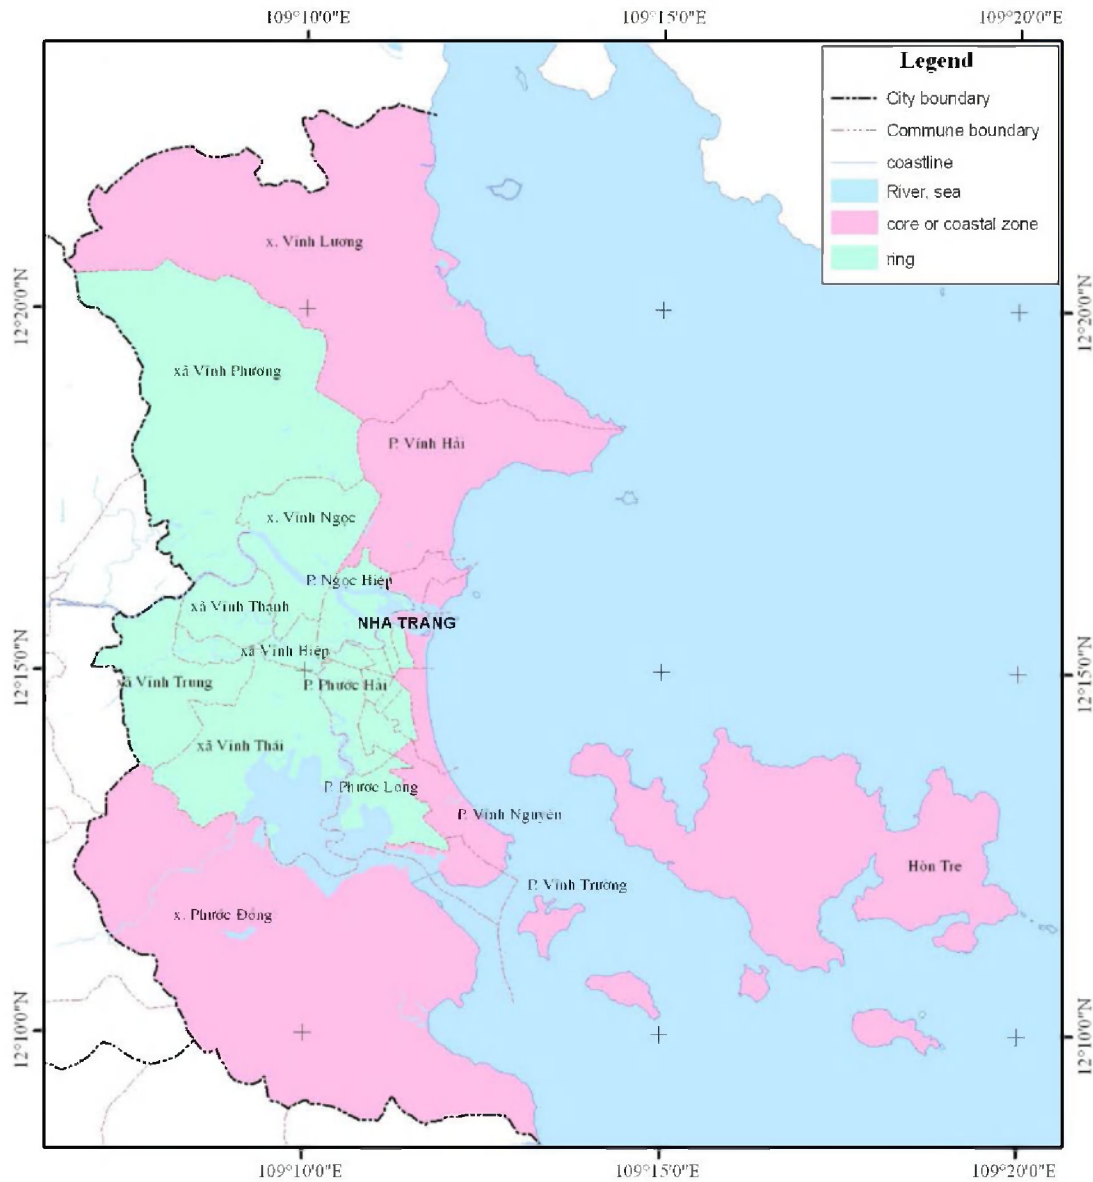 109°10'0"E
109°15'0"E
109°20'0"E
Legend
City boundary
Commune boundary
coastline
River, sea
core or coastal zone
ring
x. Vĩnh Lương
12°20'0"N
12°20'0"N
xã Vĩnh Phương
P. Vĩnh Hải
x. Vĩnh Ngọc
P. Ngọc Hiệp
xã Vĩnh Thạnh
NHA TRANG
xã Vĩnh Hiệp
12°15'0"N
12°15'0"N
xã Vĩnh Trung
P. Phước Hải
xã Vĩnh Thái
P. Phước Long
P. Vĩnh Nguyên
Hòn Tre
P. Vĩnh Trường
x. Phước Đồng
12°10'0"N
12°10'0"N
109°10'0"E
109°15'0"E
109°20'0"E